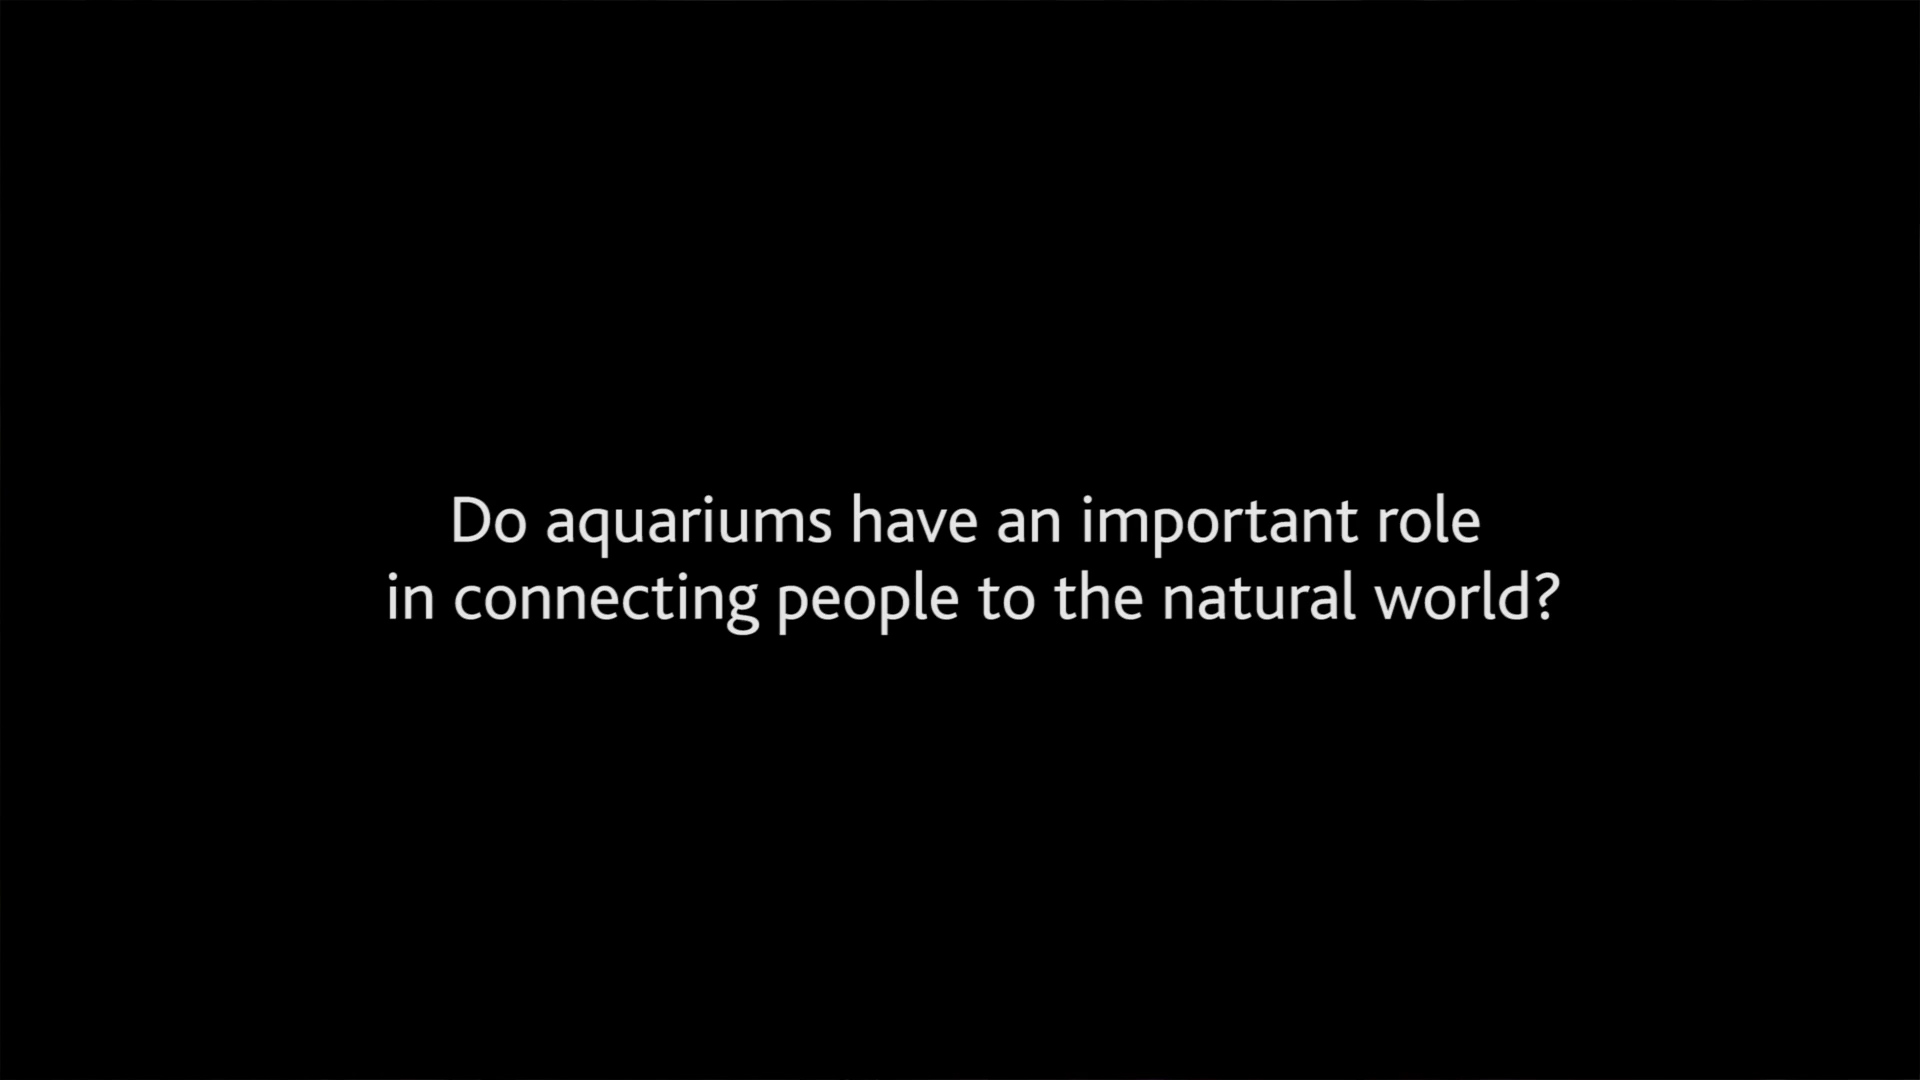 Do aquariums have an important role
in connecting people to the natural world?